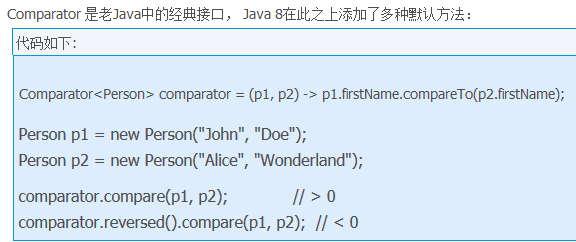 Comparator 是老Java中的经典接口， Java 8在此之上添加了多种默认方法：
代码如下:
Comparator<Person> comparator = (p1, p2) -> p1.firstName.compareTo(p2.firstName);
Person p1 = new Person("John", "Doe");
Person p2 = new Person("Alice", "Wonderland");
comparator.compare(p1, p2); // > 0
comparator.reversed().compare(p1, p2); // < 0